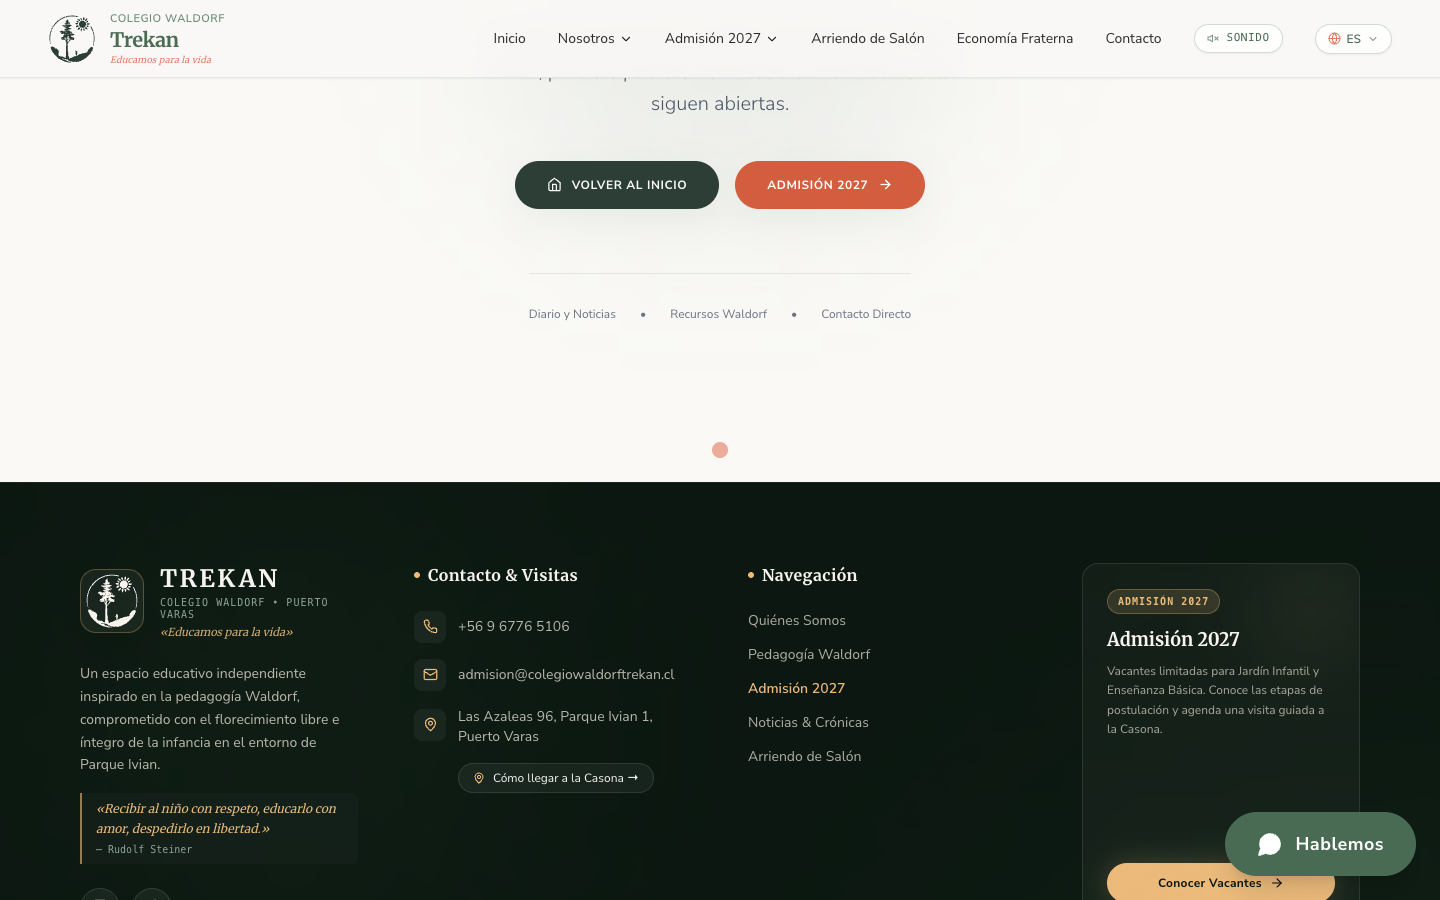 COLEGIO WALDORF
Trekan
Educamos para la vida
Inicio
Nosotros
Admisión 2027
Arriendo de Salón
Economía Fraterna
Contacto
SONIDO
ES
siguen abiertas.
VOLVER AL INICIO
ADMISIÓN 2027
Diario y Noticias • Recursos Waldorf • Contacto Directo
TREKAN
COLEGIO WALDORF • PUERTO
VARAS
«Educamos para la vida»
Un espacio educativo independiente
inspirado en la pedagogía Waldorf,
comprometido con el florecimiento libre e
íntegro de la infancia en el entorno de
Parque Ivian.
«Recibir al niño con respeto, educarlo con
amor, despedirlo en libertad.»
— Rudolf Steiner
Contacto & Visitas
+56 9 6776 5106
admision@colegiowaldorftrekan.cl
Las Azaleas 96, Parque Ivian 1,
Puerto Varas
Cómo llegar a la Casona →
Navegación
Quiénes Somos
Pedagogía Waldorf
Admisión 2027
Noticias & Crónicas
Arriendo de Salón
ADMISIÓN 2027
Admisión 2027
Vacantes limitadas para Jardín Infantil y
Enseñanza Básica. Conoce las etapas de
postulación y agenda una visita guiada a
la Casona.
Conocer Vacantes →
Hablemos